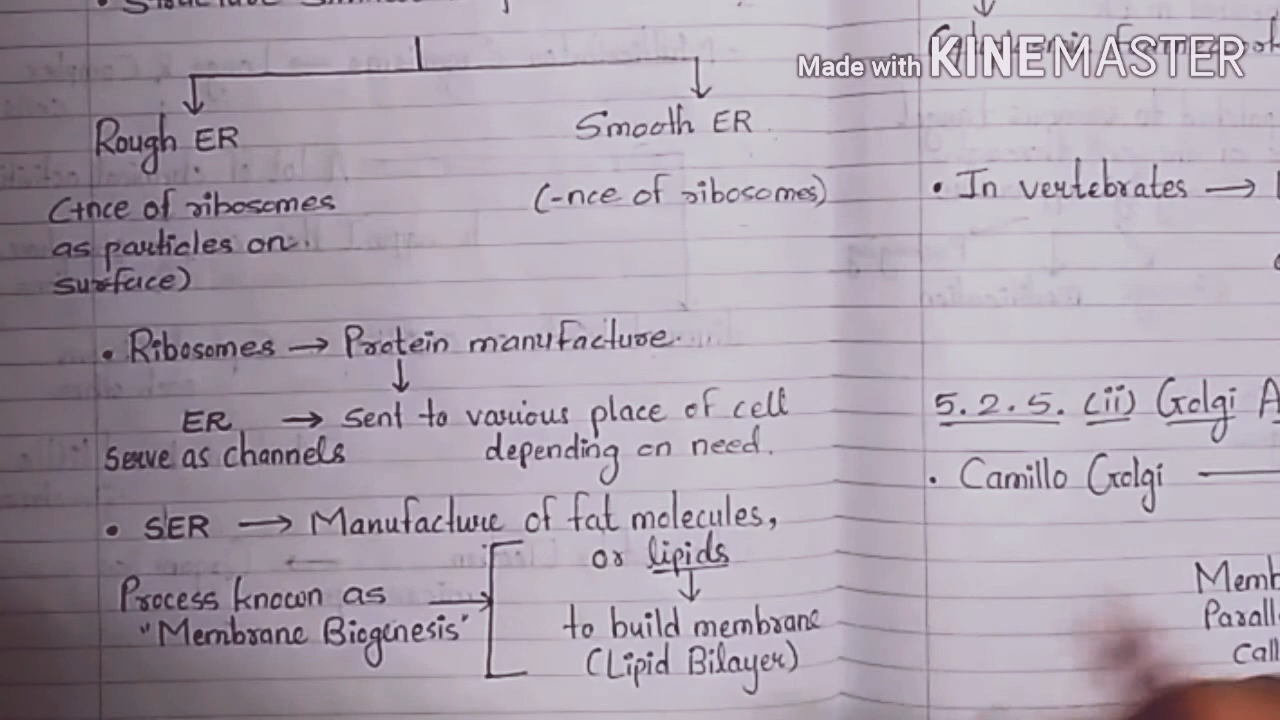 Made with KINEMASTER
Rough ER
Smooth ER
(+nce of ribosomes
as particles on
surface)
(-nce of ribosomes)
• Ribosomes → Protein manufacture.
↓
ER → sent to various place of cell
serve as channels depending on need.
• SER → Manufacture of fat molecules,
or lipids
↓
Process known as →
"Membrane Biogenesis"
to build membrane
(Lipid Bilayer)
• In vertebrates →
5.2.5. (ii) Golgi A
• Camillo Golgi
Memb
Parall
Call